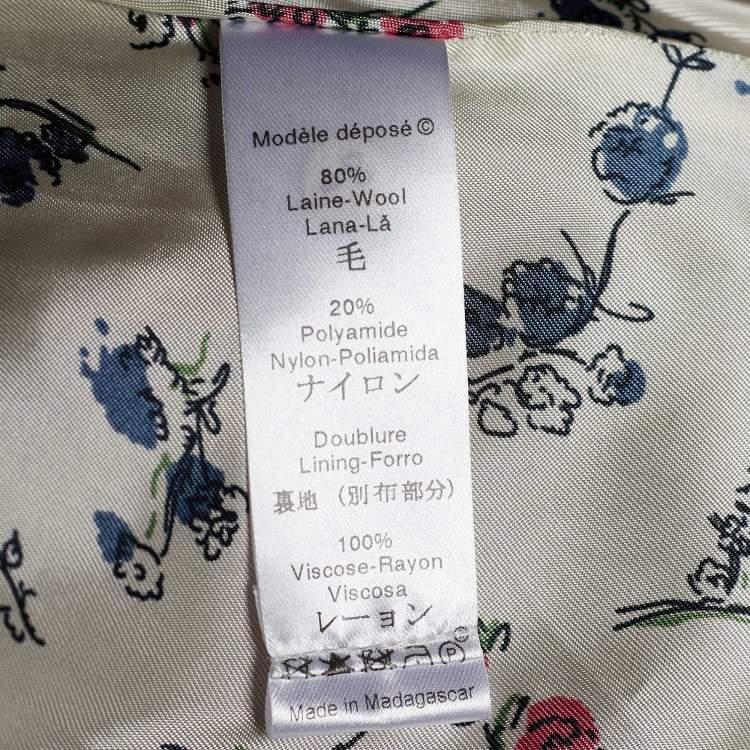 Modèle déposé ©
80%
Laine-Wool
Lana-Lǎ
毛
20%
Polyamide
Nylon-Poliamida
ナイロン
Doublure
Lining-Forro
裏地（別布部分）
100%
Viscose-Rayon
Viscosa
レーヨン
P
Made in Madagascar